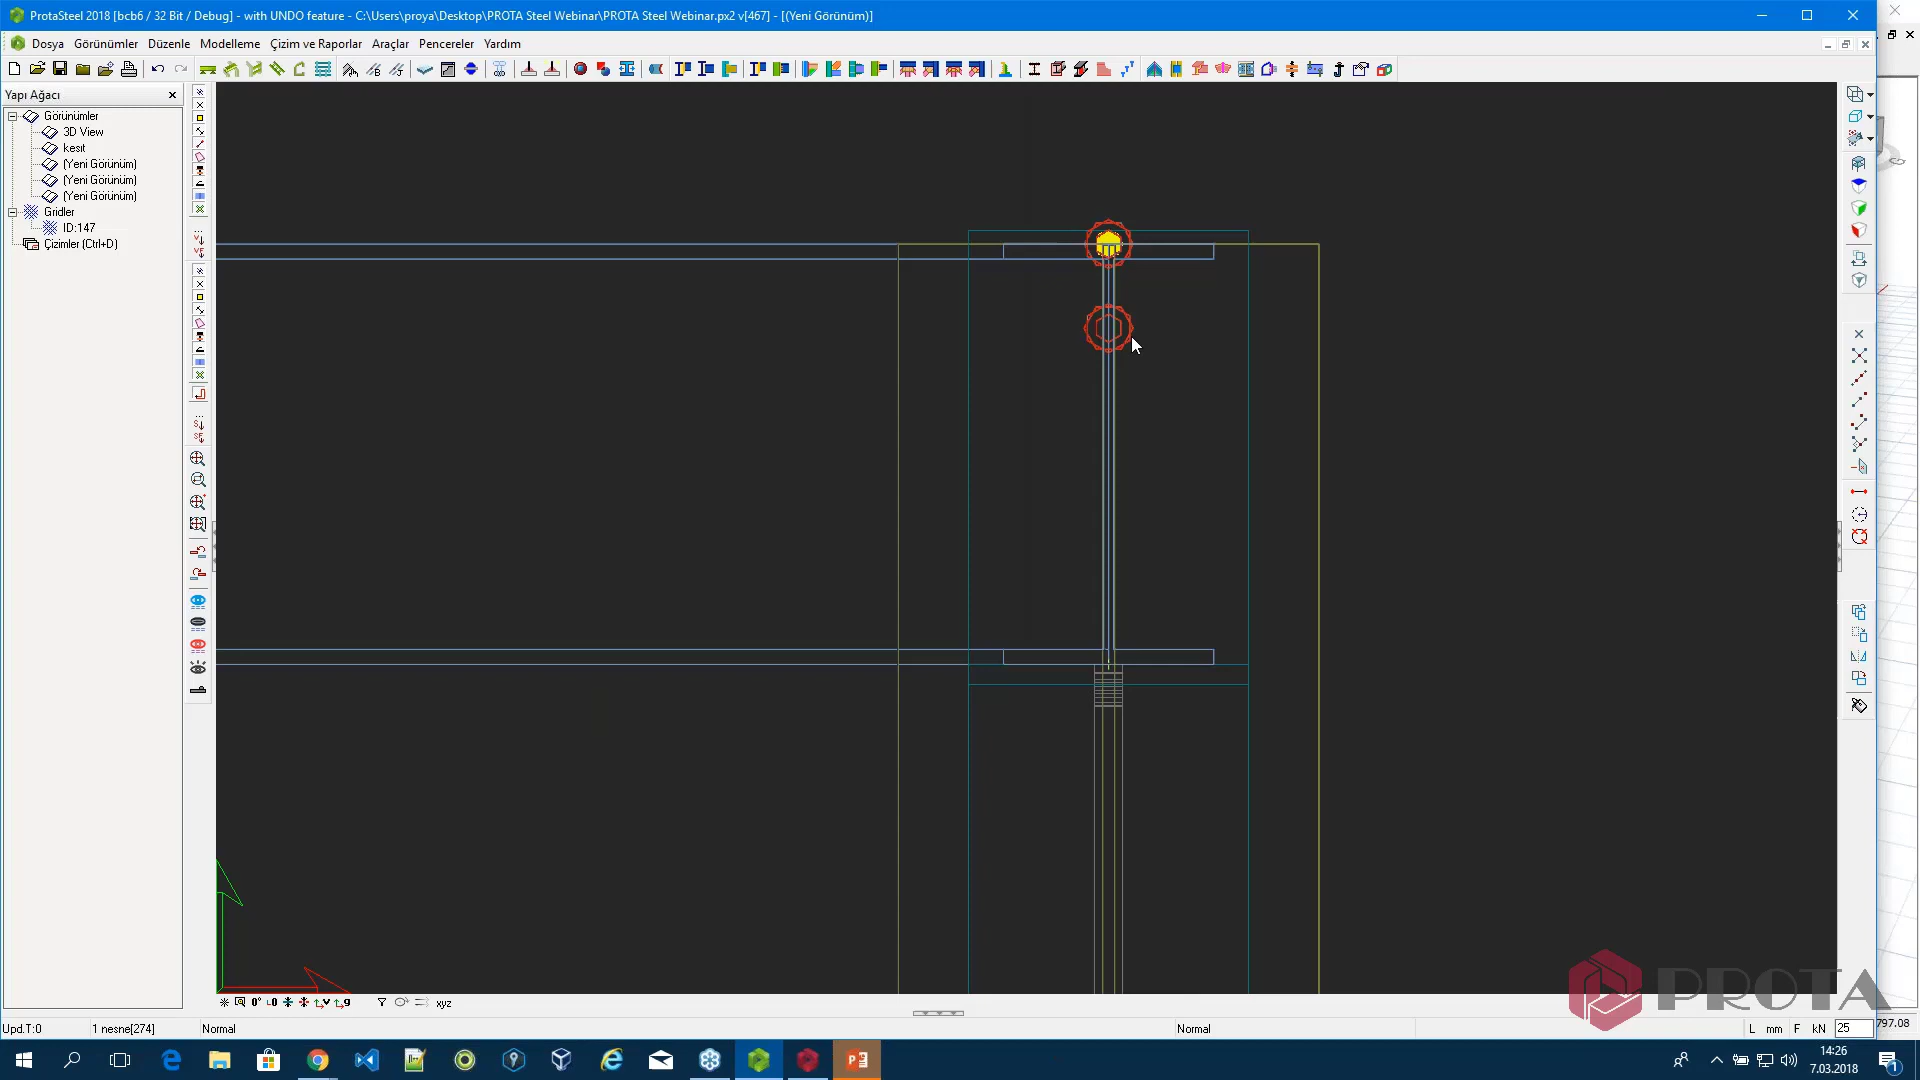 ProtaSteel 2018 [bcb6 / 32 Bit / Debug] - with UNDO feature - C:\Users\proya\Desktop\PROTA Steel Webinar\PROTA Steel Webinar.px2 v[467] - [(Yeni Görünüm)]
Dosya Görünümler Düzenle Modelleme Çizim ve Raporlar Araçlar Pencereler Yardım
Yapı Ağacı
Görünümler
3D View
kesit
(Yeni Görünüm)
(Yeni Görünüm)
(Yeni Görünüm)
Gridler
ID:147
Çizimler (Ctrl+D)
xyz
Upd.T:0 1 nesne[274] Normal Normal L mm F kN 25 797.08
PROTA
14:26
7.03.2018